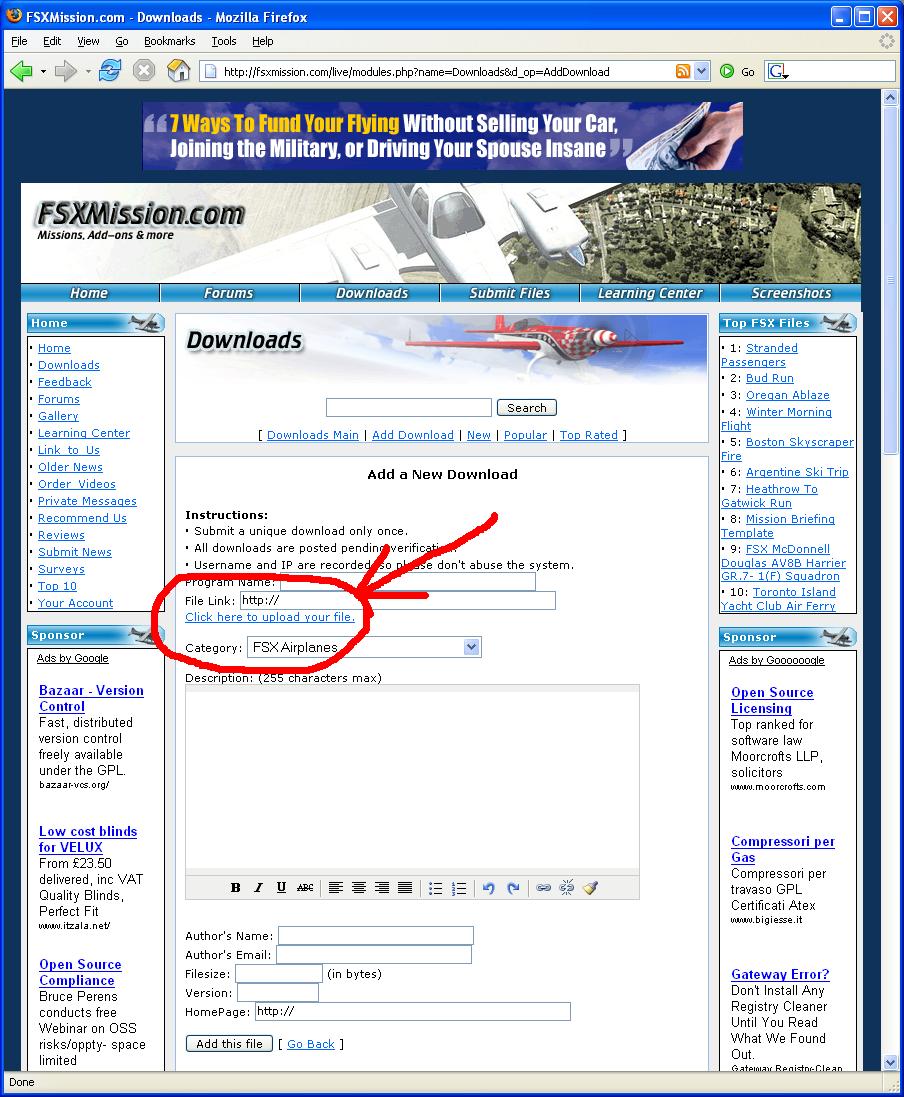 FSXMission.com - Downloads - Mozilla Firefox
File Edit View Go Bookmarks Tools Help
http://fsxmission.com/live/modules.php?name=Downloads&d_op=AddDownload
Go
G
“ 7 Ways To Fund Your Flying Without Selling Your Car,
Joining the Military, or Driving Your Spouse Insane ”
FSXMission.com
Missions, Add-ons & more
Home Forums Downloads Submit Files Learning Center Screenshots
Home
• Home
• Downloads
• Feedback
• Forums
• Gallery
• Learning Center
• Link_to_Us
• Older News
• Order_Videos
• Private Messages
• Recommend Us
• Reviews
• Submit News
• Surveys
• Top 10
• Your Account
Sponsor
Ads by Google
Bazaar - Version
Control
Fast, distributed
version control
freely available
under the GPL.
bazaar-vcs.org/
Low cost blinds
for VELUX
From £23.50
delivered, inc VAT
Quality Blinds,
Perfect Fit
www.itzala.net/
Open Source
Compliance
Bruce Perens
conducts free
Webinar on OSS
risks/oppty- space
limited
Downloads
Search
[ Downloads Main | Add Download | New | Popular | Top Rated ]
Add a New Download
Instructions:
• Submit a unique download only once.
• All downloads are posted pending verification.
• Username and IP are recorded, so please don't abuse the system.
Program Name:
File Link: http://
Click here to upload your file.
Category: FSX Airplanes
Description: (255 characters max)
B I U ABC
Author's Name:
Author's Email:
Filesize: (in bytes)
Version:
HomePage: http://
Add this file [ Go Back ]
Top FSX Files
• 1: Stranded
Passengers
• 2: Bud Run
• 3: Oregan Ablaze
• 4: Winter Morning
Flight
• 5: Boston Skyscraper
Fire
• 6: Argentine Ski Trip
• 7: Heathrow To
Gatwick Run
• 8: Mission Briefing
Template
• 9: FSX McDonnell
Douglas AV8B Harrier
GR.7- 1(F) Squadron
• 10: Toronto Island
Yacht Club Air Ferry
Sponsor
Ads by Goooooogle
Open Source
Licensing
Top ranked for
software law
Moorcrofts LLP,
solicitors
www.moorcrofts.com
Compressori per
Gas
Compressori per
travaso GPL
Certificati Atex
www.bigiesse.it
Gateway Error?
Don't Install Any
Registry Cleaner
Until You Read
What We Found
Out.
Gateway.Registry-Clean
Done